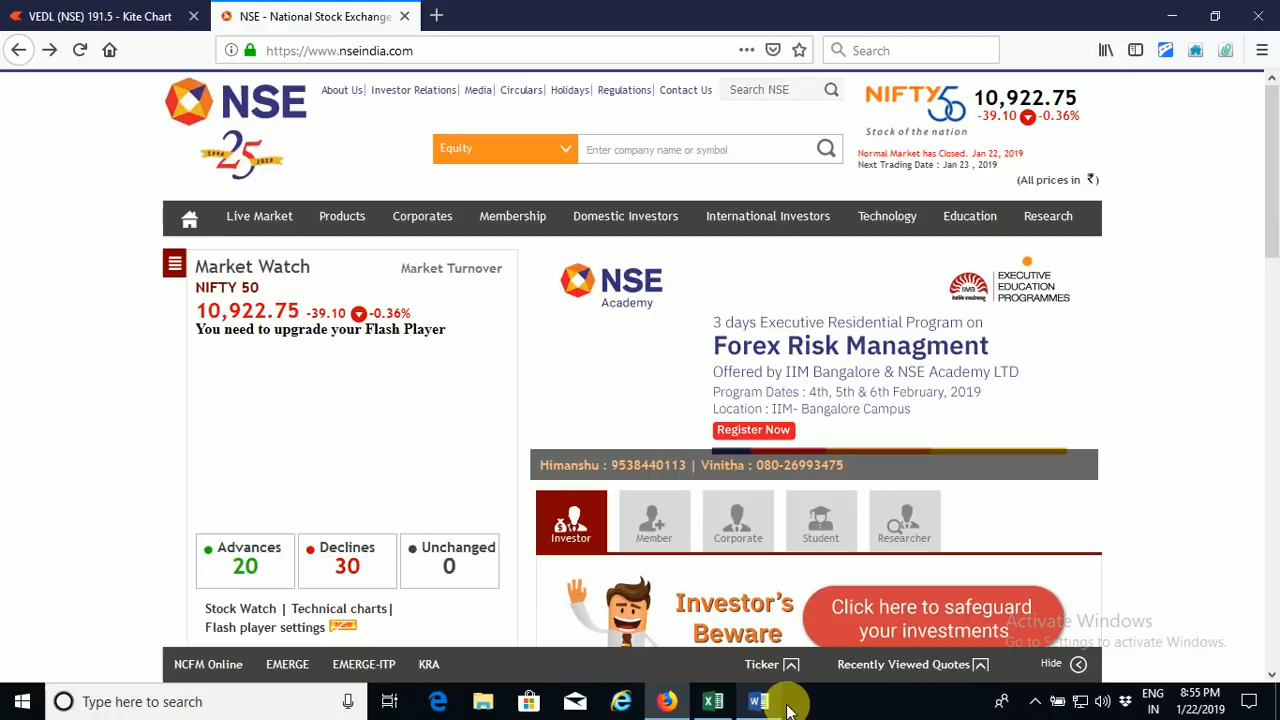 VEDL (NSE) 191.5 - Kite Chart
NSE - National Stock Exchange
https://www.nseindia.com
Search
NSE
1994 25 2019
About Us| Investor Relations| Media| Circulars| Holidays| Regulations| Contact Us
Search NSE
NIFTY50
Stock of the nation
10,922.75
-39.10 -0.36%
Equity
Enter company name or symbol
Normal Market has Closed. Jan 22, 2019
Next Trading Date : Jan 23 , 2019
(All prices in ₹)
Live Market Products Corporates Membership Domestic Investors International Investors Technology Education Research
Market Watch
Market Turnover
NIFTY 50
10,922.75 -39.10 -0.36%
You need to upgrade your Flash Player
Advances
20
Declines
30
Unchanged
0
Stock Watch | Technical charts|
Flash player settings
NSE
Academy
IIMB
EXECUTIVE
EDUCATION
PROGRAMMES
3 days Executive Residential Program on
Forex Risk Managment
Offered by IIM Bangalore & NSE Academy LTD
Program Dates : 4th, 5th & 6th February, 2019
Location : IIM- Bangalore Campus
Register Now
Himanshu : 9538440113 | Vinitha : 080-26993475
Investor
Member
Corporate
Student
Researcher
Investor's
Beware
Click here to safeguard
your investments
Activate Windows
Go to Settings to activate Windows.
NCFM Online EMERGE EMERGE-ITP KRA
Ticker
Recently Viewed Quotes
Hide
Type here to search
ENG
IN
8:55 PM
1/22/2019